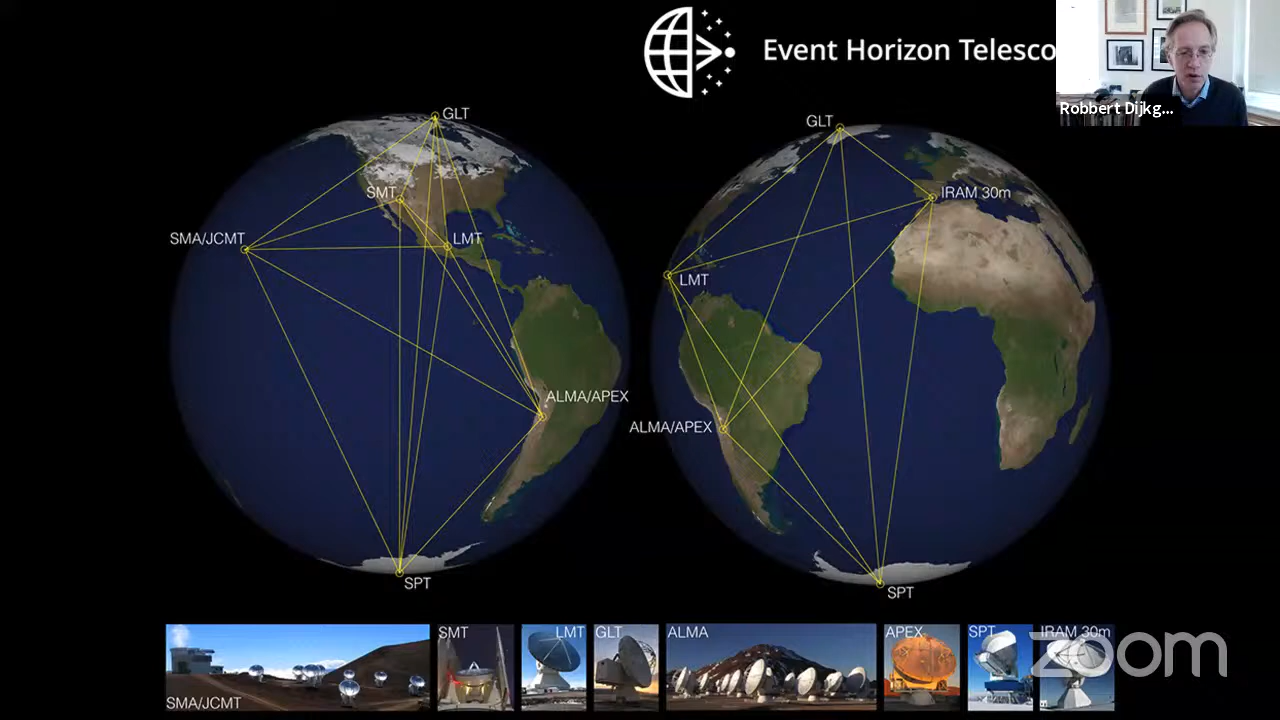 Event Horizon Telesco
Robbert Dijkg...
GLT
SMT
SMA/JCMT
LMT
ALMA/APEX
SPT
GLT
IRAM 30m
LMT
ALMA/APEX
SPT
SMA/JCMT
SMT
LMT
GLT
ALMA
APEX
SPT
IRAM 30m
zoom